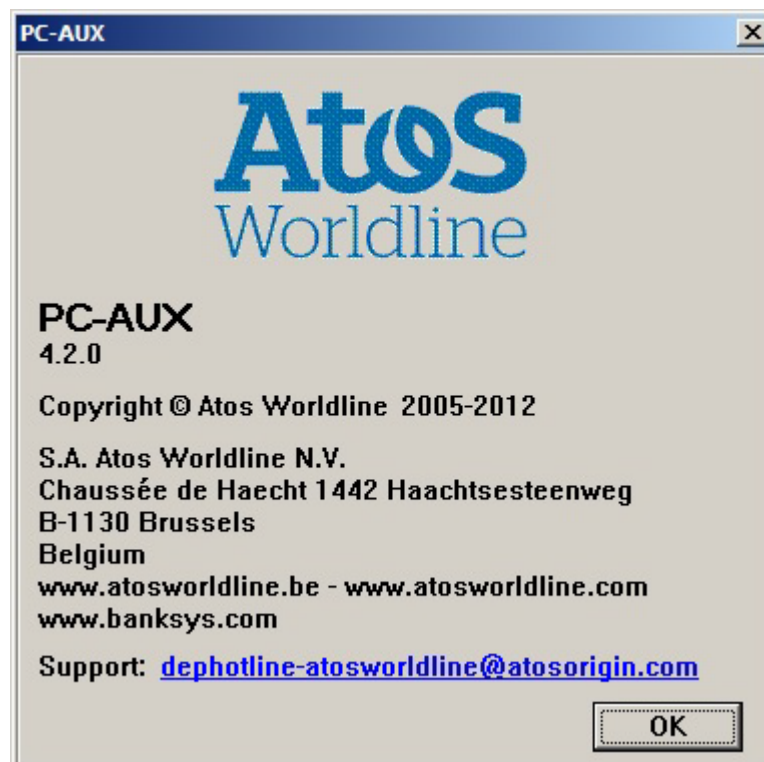 PC-AUX
AtoS
Worldline
PC-AUX
4.2.0
Copyright © Atos Worldline 2005-2012
S.A. Atos Worldline N.V.
Chaussée de Haecht 1442 Haachtsesteenweg
B-1130 Brussels
Belgium
www.atosworldline.be - www.atosworldline.com
www.banksys.com
Support: dephotline-atosworldline@atosorigin.com
OK